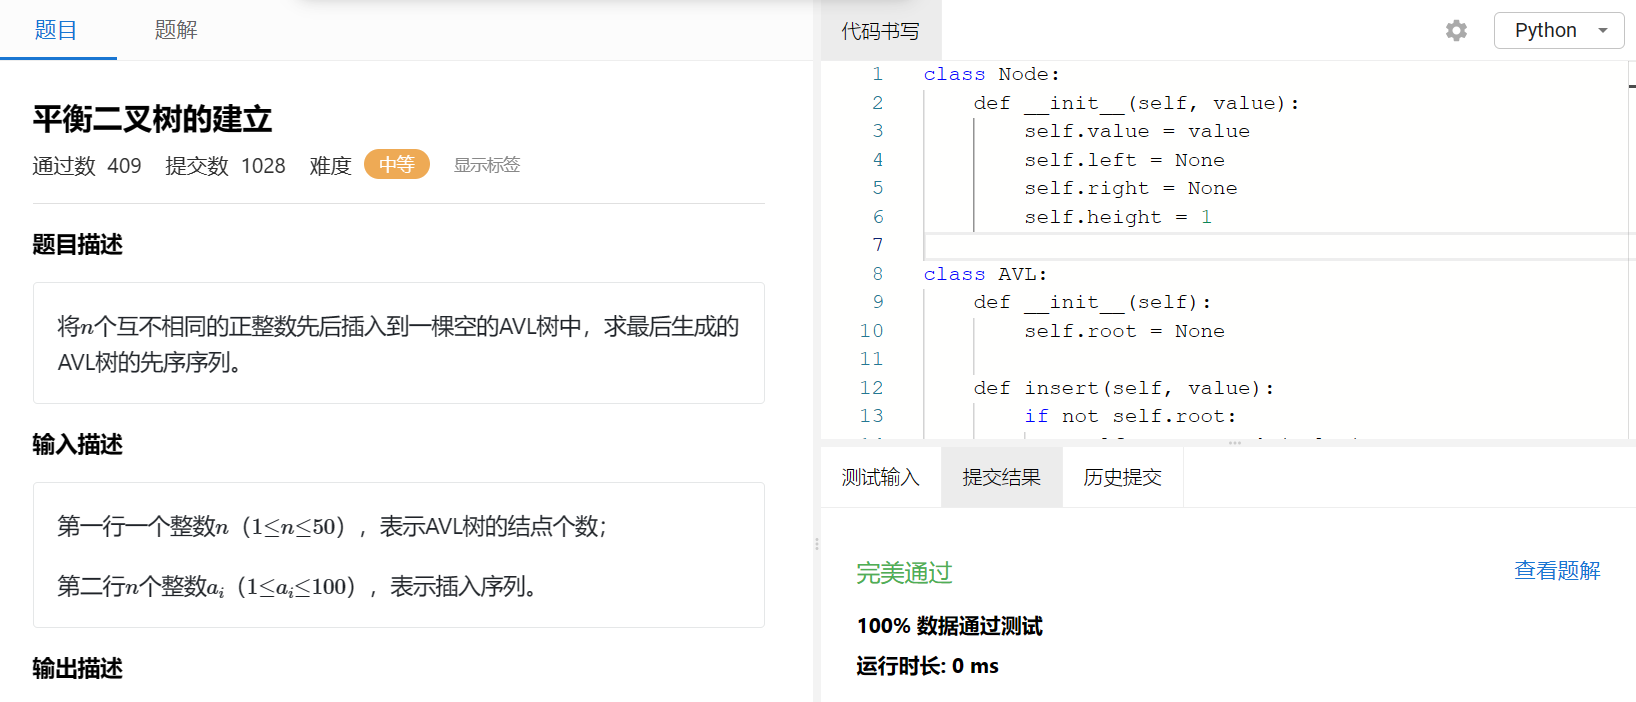 题目 题解
平衡二叉树的建立
通过数 409 提交数 1028 难度 中等 显示标签
题目描述
将n个互不相同的正整数先后插入到一棵空的AVL树中，求最后生成的
AVL树的先序序列。
输入描述
第一行一个整数n（1≤n≤50），表示AVL树的结点个数；
第二行n个整数aᵢ（1≤aᵢ≤100），表示插入序列。
输出描述
代码书写 Python
1 class Node:
2     def __init__(self, value):
3         self.value = value
4         self.left = None
5         self.right = None
6         self.height = 1
7
8 class AVL:
9     def __init__(self):
10         self.root = None
11
12     def insert(self, value):
13         if not self.root:
测试输入 提交结果 历史提交
完美通过 查看题解
100% 数据通过测试
运行时长: 0 ms